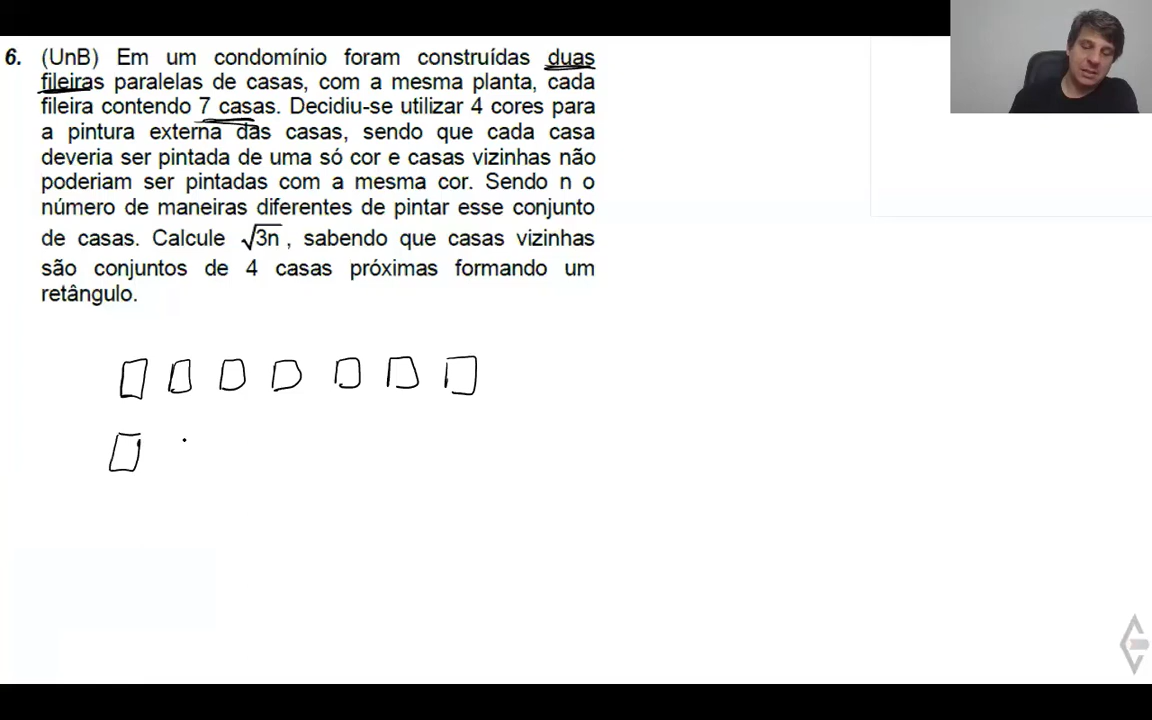 6. (UnB) Em um condomínio foram construídas duas
fileiras paralelas de casas, com a mesma planta, cada
fileira contendo 7 casas. Decidiu-se utilizar 4 cores para
a pintura externa das casas, sendo que cada casa
deveria ser pintada de uma só cor e casas vizinhas não
poderiam ser pintadas com a mesma cor. Sendo n o
número de maneiras diferentes de pintar esse conjunto
de casas. Calcule √3n, sabendo que casas vizinhas
são conjuntos de 4 casas próximas formando um
retângulo.